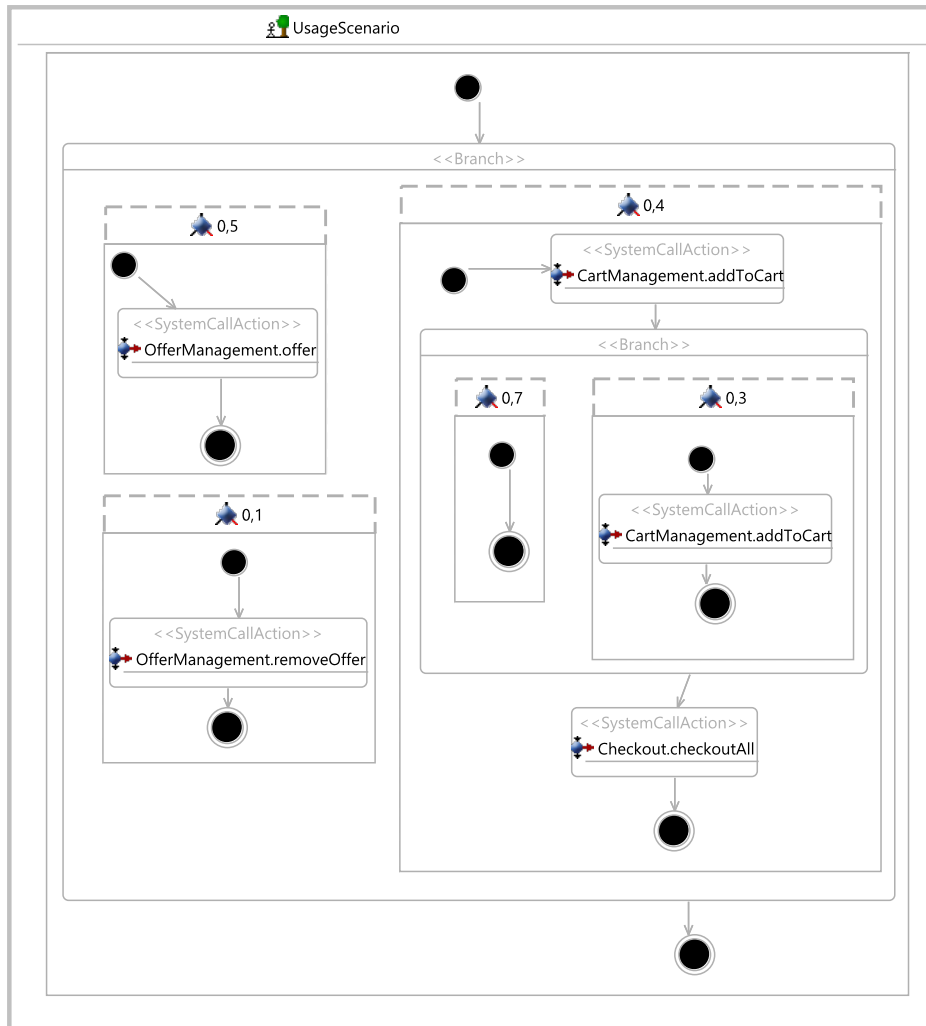 UsageScenario
<<Branch>>
0,5
<<SystemCallAction>>
OfferManagement.offer
0,1
<<SystemCallAction>>
OfferManagement.removeOffer
0,4
<<SystemCallAction>>
CartManagement.addToCart
<<Branch>>
0,7
0,3
<<SystemCallAction>>
CartManagement.addToCart
<<SystemCallAction>>
Checkout.checkoutAll